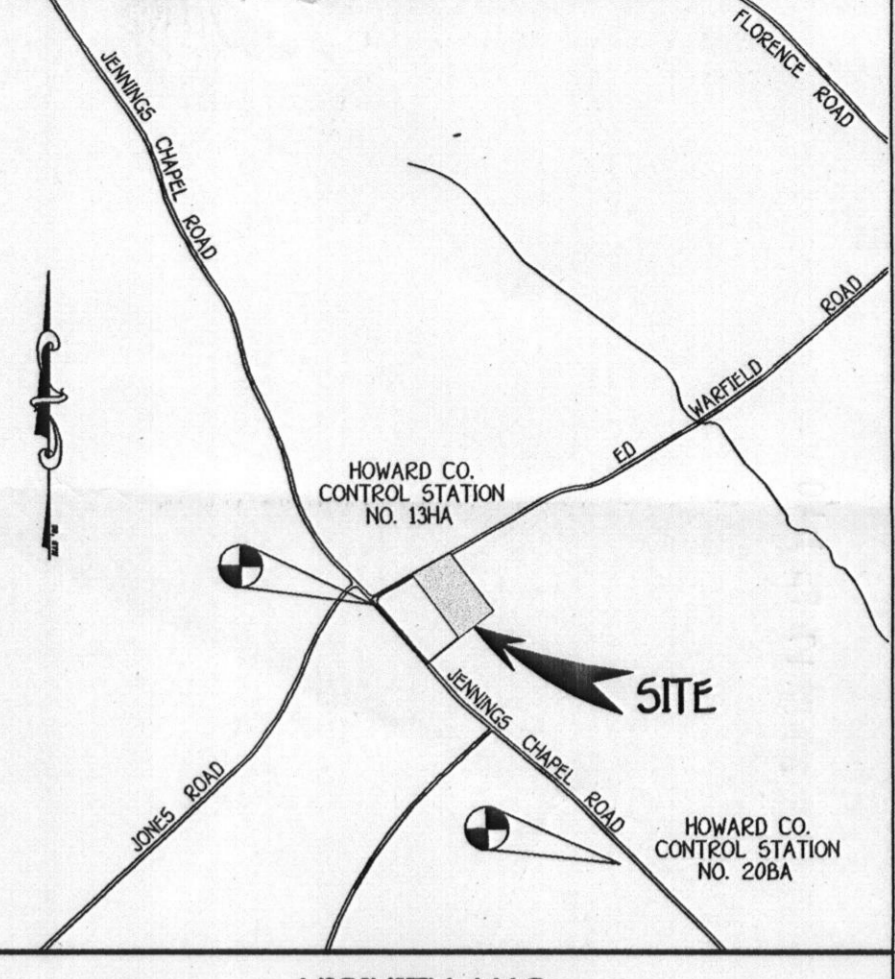 FLORENCE ROAD
JENNINGS CHAPEL ROAD
ED WARFIELD ROAD
HOWARD CO.
CONTROL STATION
NO. 13HA
SITE
JENNINGS CHAPEL ROAD
JONES ROAD
HOWARD CO.
CONTROL STATION
NO. 20BA